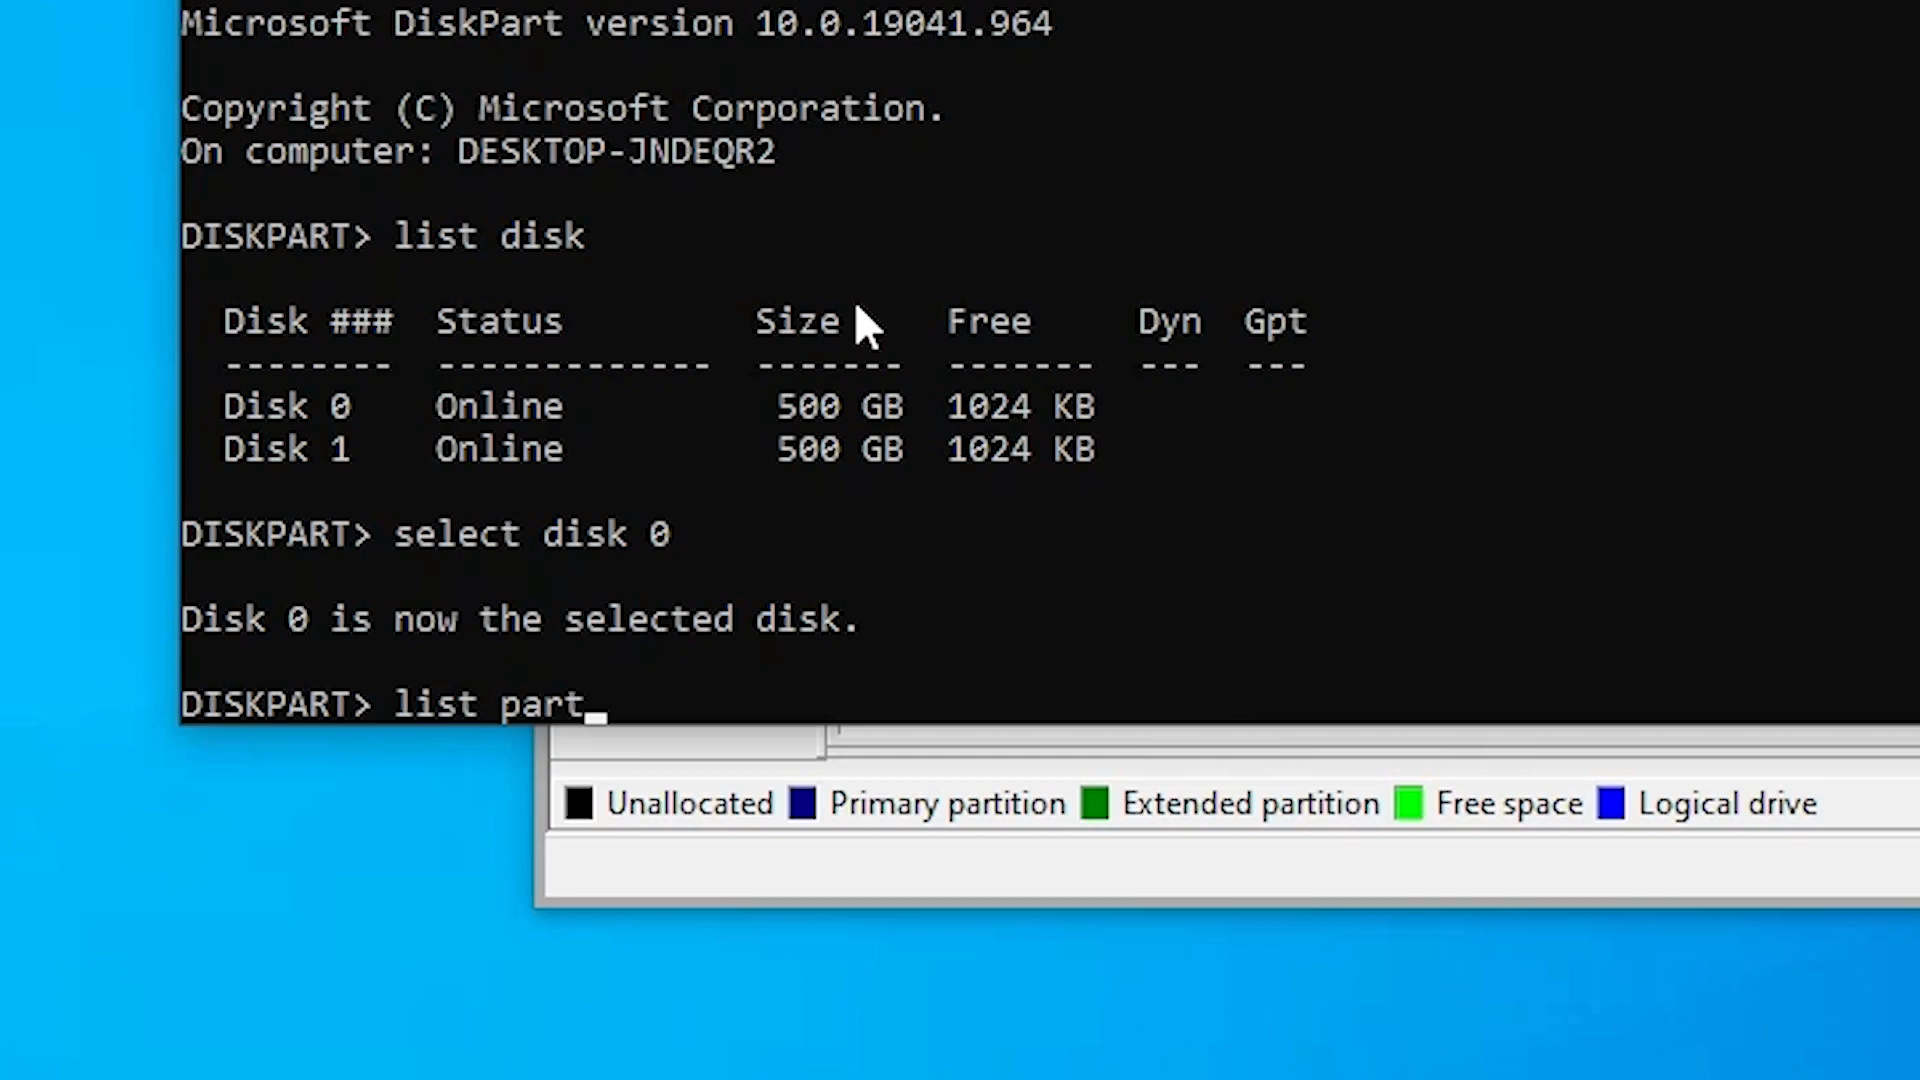 Microsoft DiskPart version 10.0.19041.964
Copyright (C) Microsoft Corporation.
On computer: DESKTOP-JNDEQR2
DISKPART> list disk
Disk ### Status Size Free Dyn Gpt
-------- ------------- ------- ------- --- ---
Disk 0 Online 500 GB 1024 KB
Disk 1 Online 500 GB 1024 KB
DISKPART> select disk 0
Disk 0 is now the selected disk.
DISKPART> list part
Unallocated Primary partition Extended partition Free space Logical drive